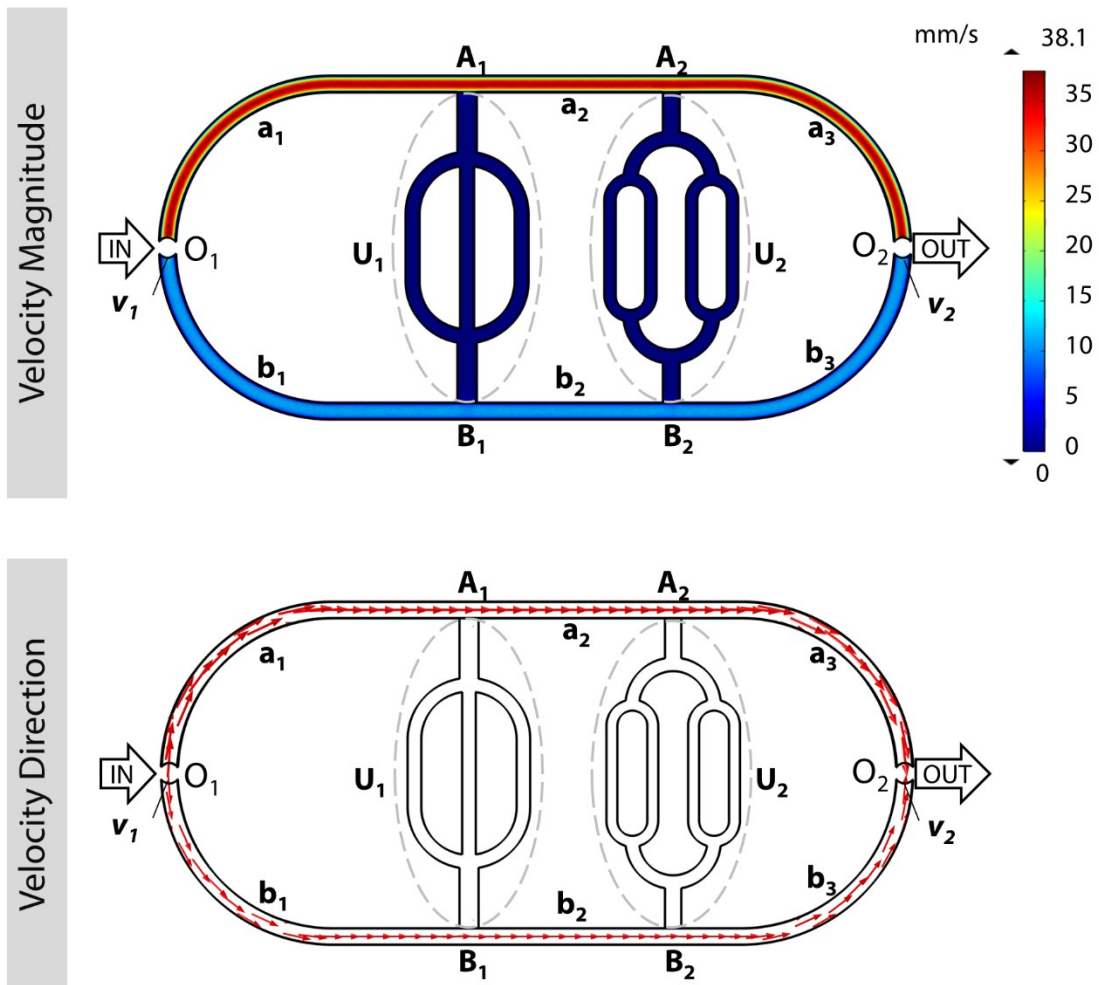 Velocity Magnitude
mm/s
38.1
A1
A2
35
a1
a2
a3
30
25
20
IN
O1
U1
U2
O2
OUT
15
v1
v2
10
b1
b2
b3
5
B1
B2
0
0
Velocity Direction
A1
A2
a1
a2
a3
IN
O1
U1
U2
O2
OUT
v1
v2
b1
b2
b3
B1
B2